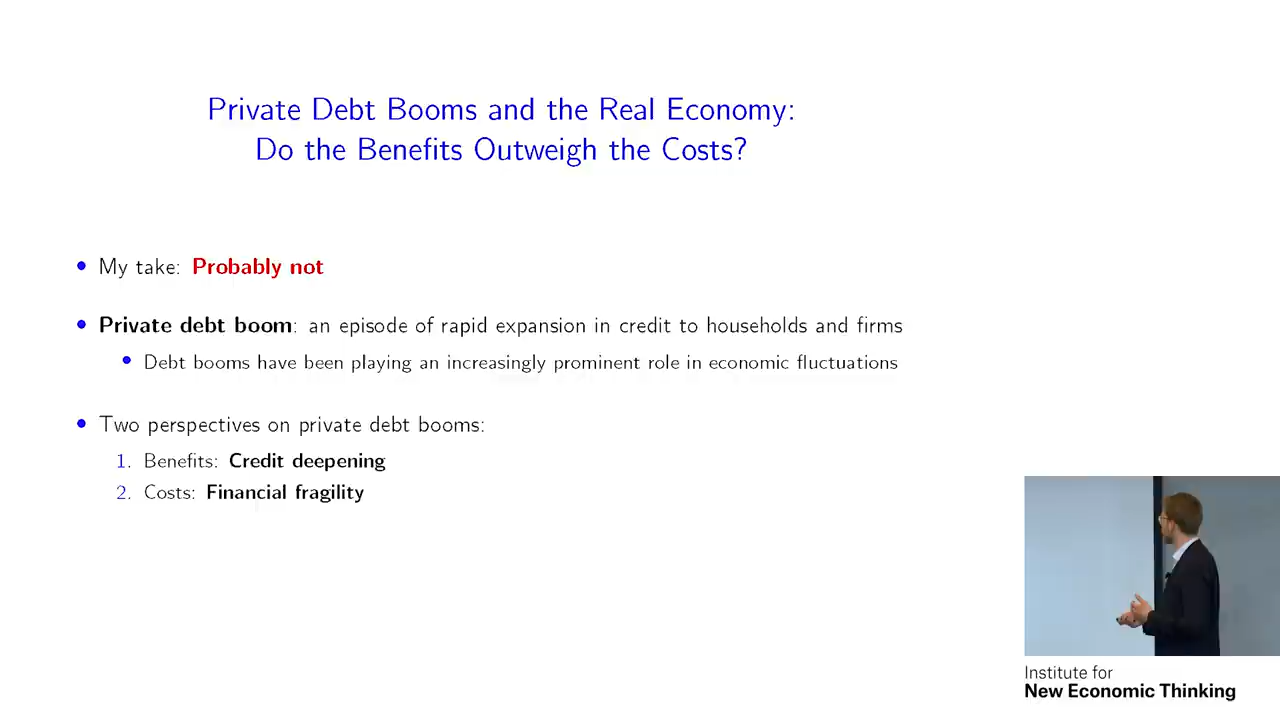 Private Debt Booms and the Real Economy:
Do the Benefits Outweigh the Costs?
• My take: Probably not
• Private debt boom: an episode of rapid expansion in credit to households and firms
• Debt booms have been playing an increasingly prominent role in economic fluctuations
• Two perspectives on private debt booms:
1. Benefits: Credit deepening
2. Costs: Financial fragility
Institute for
New Economic Thinking